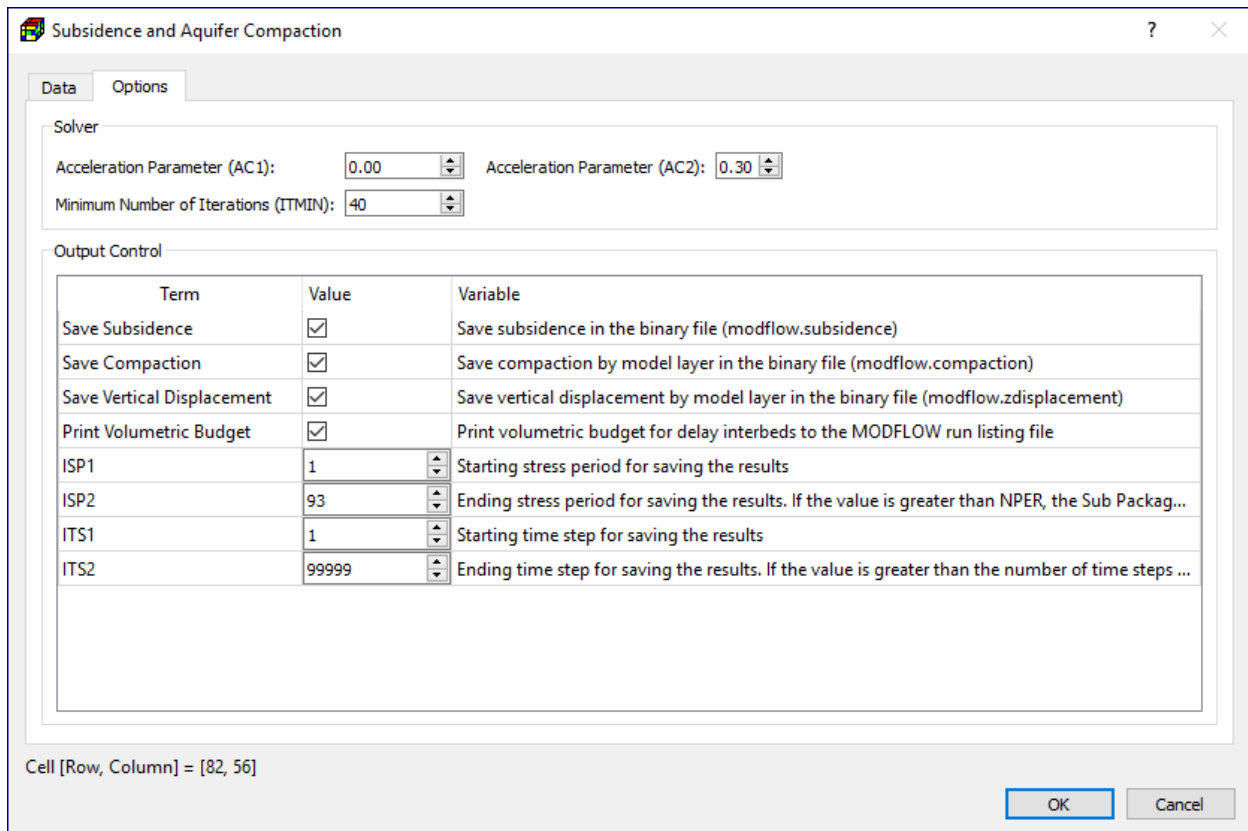 Subsidence and Aquifer Compaction ?
Data Options
Solver
Acceleration Parameter (AC1): 0.00 Acceleration Parameter (AC2): 0.30
Minimum Number of Iterations (ITMIN): 40
Output Control
Term Value Variable
Save Subsidence Save subsidence in the binary file (modflow.subsidence)
Save Compaction Save compaction by model layer in the binary file (modflow.compaction)
Save Vertical Displacement Save vertical displacement by model layer in the binary file (modflow.zdisplacement)
Print Volumetric Budget Print volumetric budget for delay interbeds to the MODFLOW run listing file
ISP1 1 Starting stress period for saving the results
ISP2 93 Ending stress period for saving the results. If the value is greater than NPER, the Sub Packag...
ITS1 1 Starting time step for saving the results
ITS2 99999 Ending time step for saving the results. If the value is greater than the number of time steps ...
Cell [Row, Column] = [82, 56]
OK Cancel